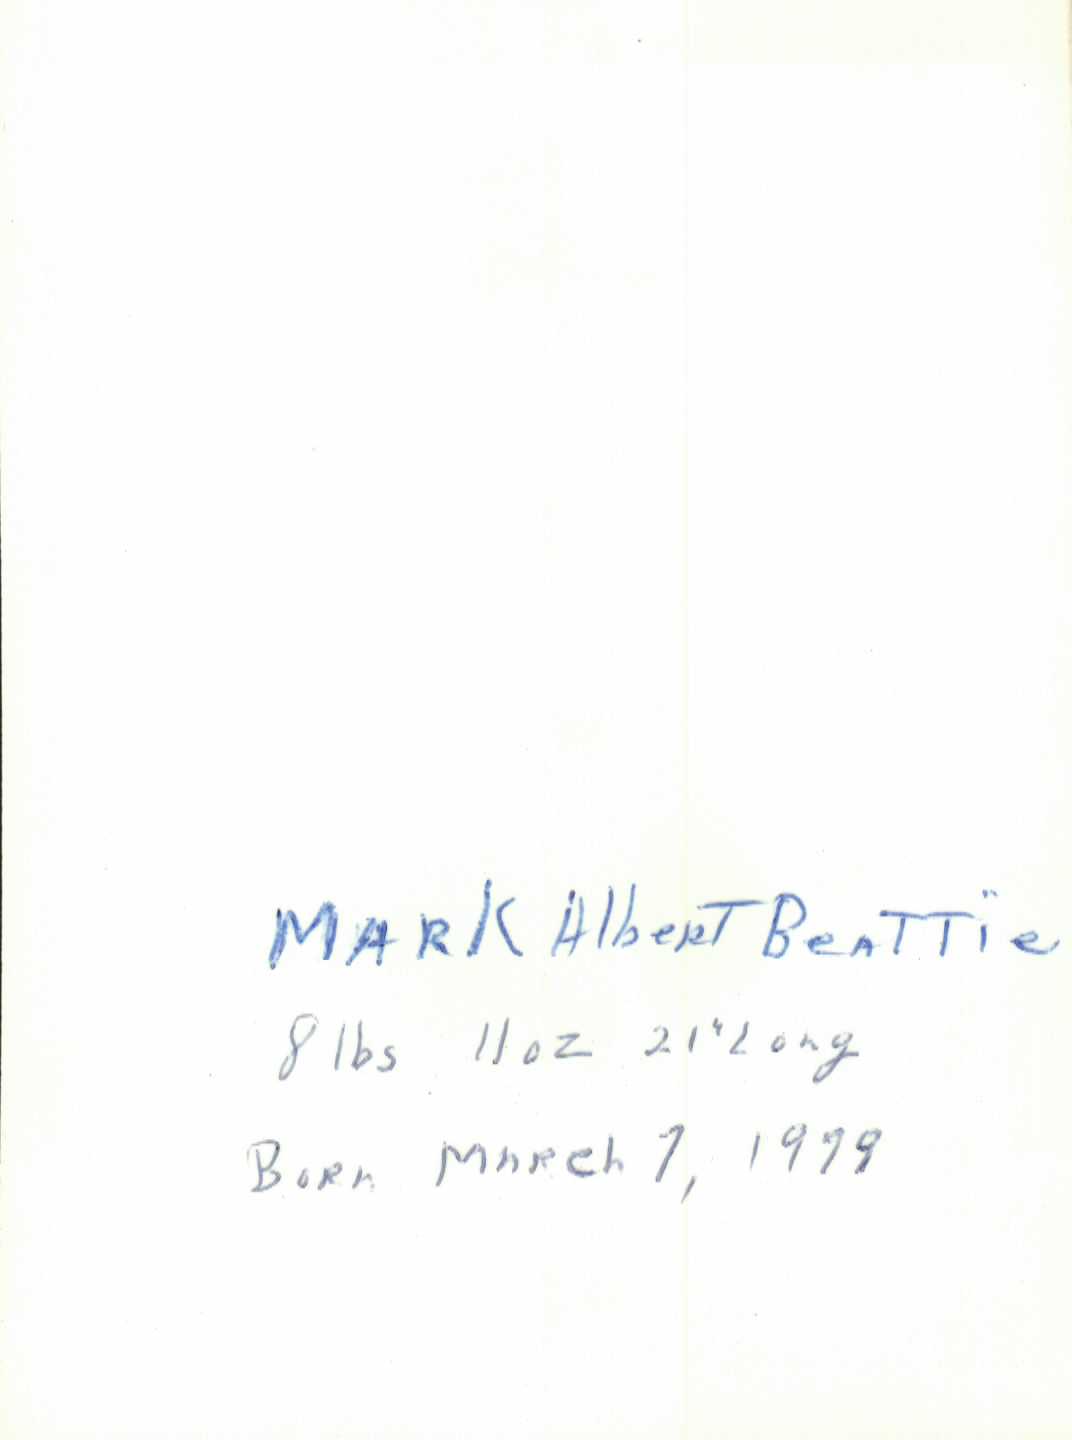 MARK Albert Beattie
8 lbs 11 oz 21" Long
Born March 7, 1979